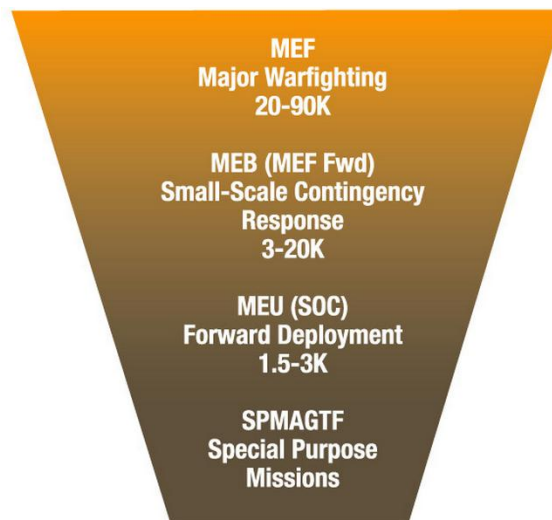 MEF
Major Warfighting
20-90K
MEB (MEF Fwd)
Small-Scale Contingency
Response
3-20K
MEU (SOC)
Forward Deployment
1.5-3K
SPMAGTF
Special Purpose
Missions